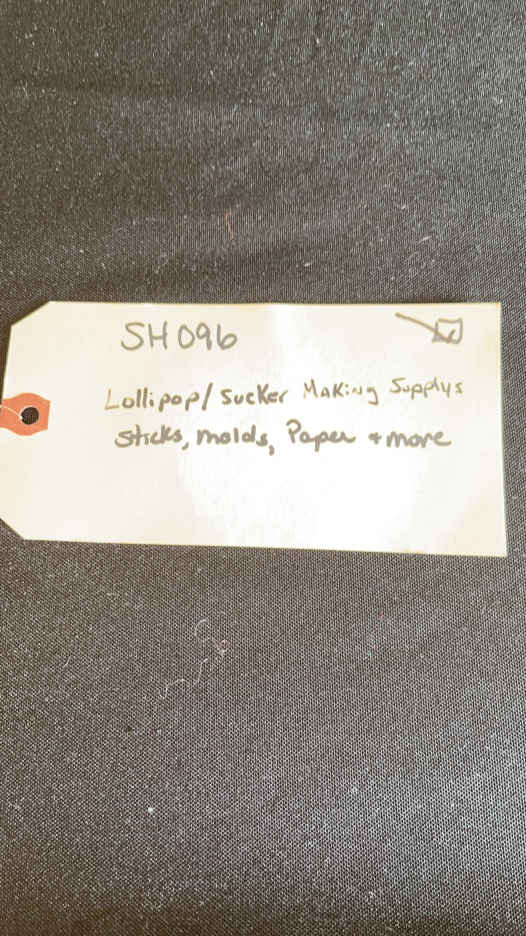 SH096
Lollipop/ Sucker Making Supplys
Sticks, molds, Paper + more